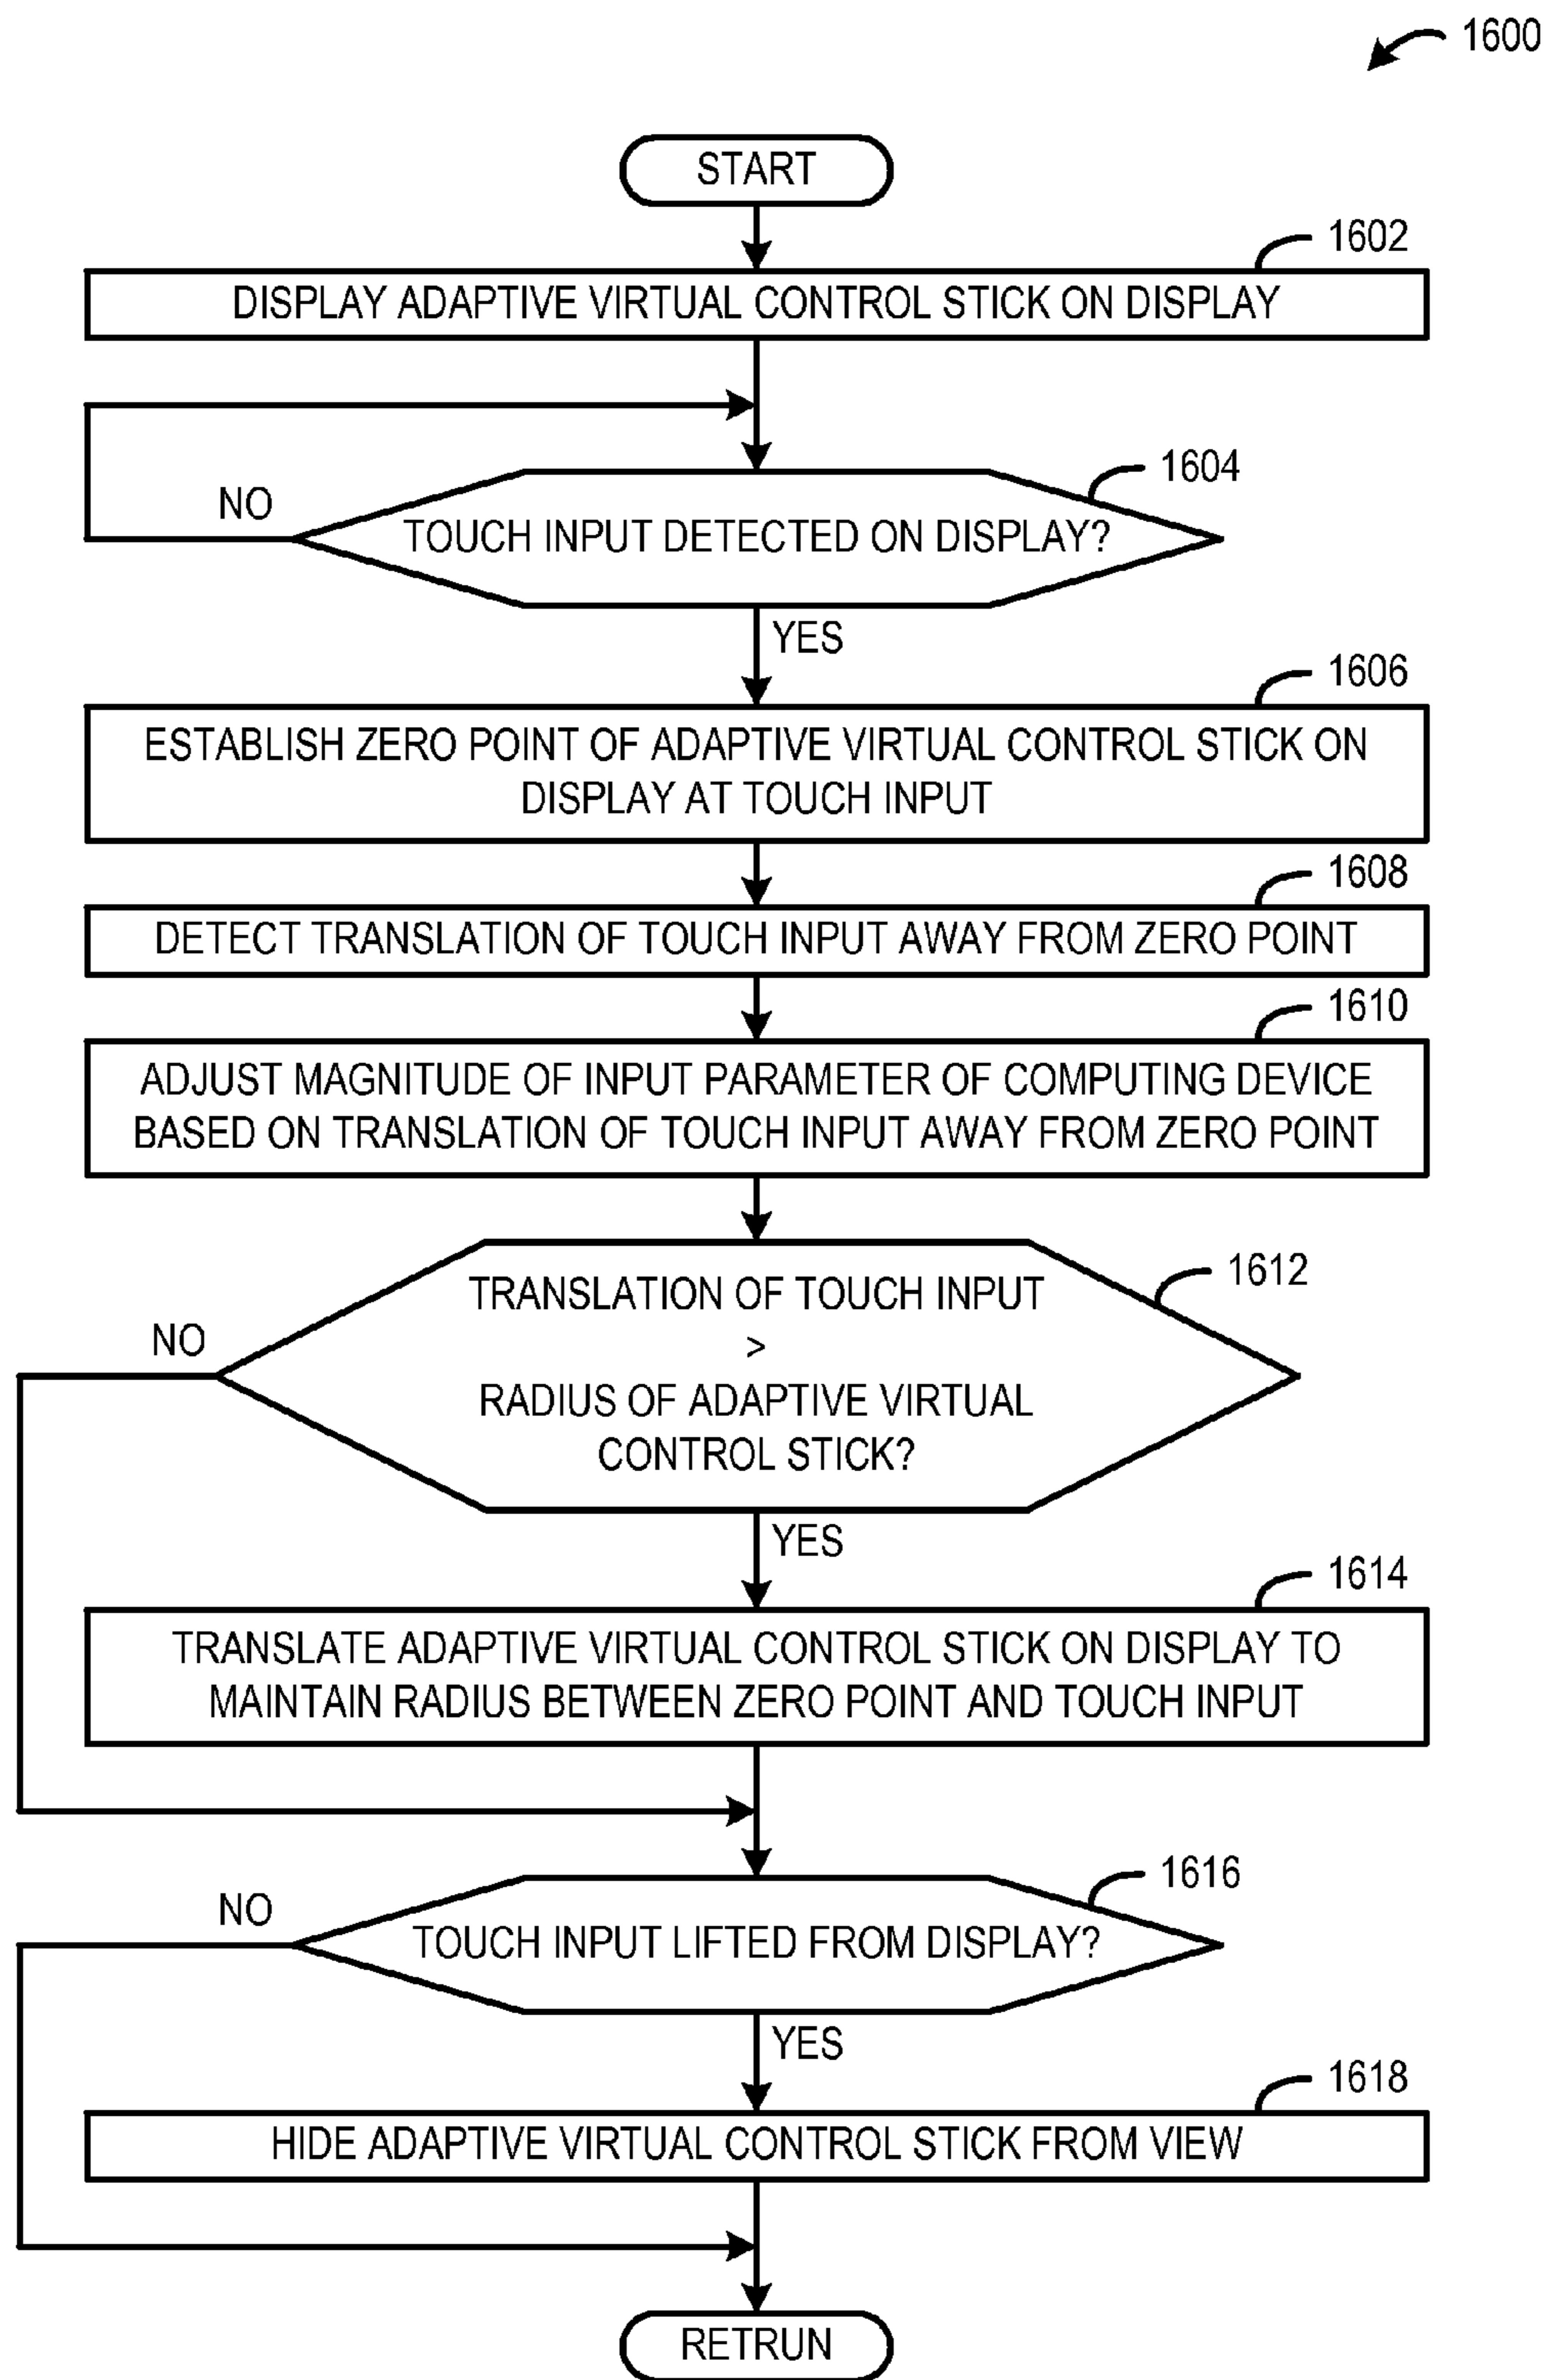 1600
START
1602
DISPLAY ADAPTIVE VIRTUAL CONTROL STICK ON DISPLAY
1604
NO
TOUCH INPUT DETECTED ON DISPLAY?
YES
1606
ESTABLISH ZERO POINT OF ADAPTIVE VIRTUAL CONTROL STICK ON
DISPLAY AT TOUCH INPUT
1608
DETECT TRANSLATION OF TOUCH INPUT AWAY FROM ZERO POINT
1610
ADJUST MAGNITUDE OF INPUT PARAMETER OF COMPUTING DEVICE
BASED ON TRANSLATION OF TOUCH INPUT AWAY FROM ZERO POINT
1612
NO
TRANSLATION OF TOUCH INPUT
>
RADIUS OF ADAPTIVE VIRTUAL
CONTROL STICK?
YES
1614
TRANSLATE ADAPTIVE VIRTUAL CONTROL STICK ON DISPLAY TO
MAINTAIN RADIUS BETWEEN ZERO POINT AND TOUCH INPUT
1616
NO
TOUCH INPUT LIFTED FROM DISPLAY?
YES
1618
HIDE ADAPTIVE VIRTUAL CONTROL STICK FROM VIEW
RETRUN